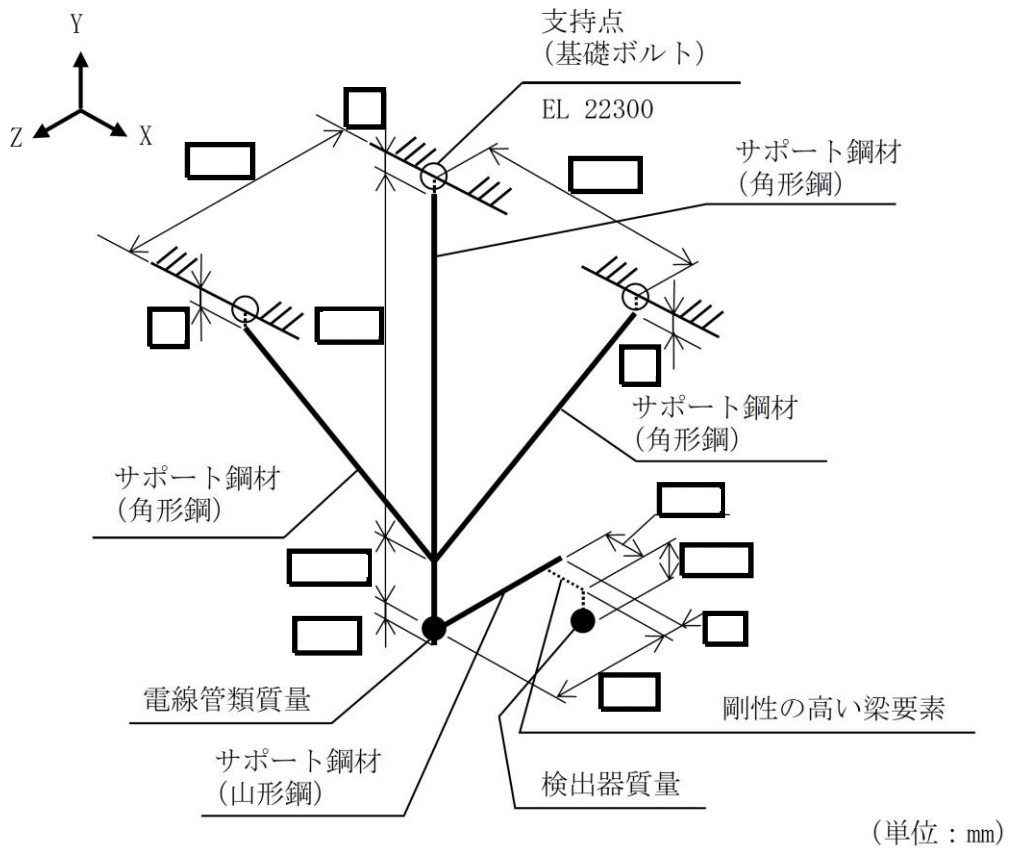 Y
Z
X
支持点
(基礎ボルト)
EL 22300
サポート鋼材
(角形鋼)
サポート鋼材
(角形鋼)
サポート鋼材
(角形鋼)
電線管類質量
剛性の高い梁要素
サポート鋼材
(山形鋼)
検出器質量
(単位:mm)